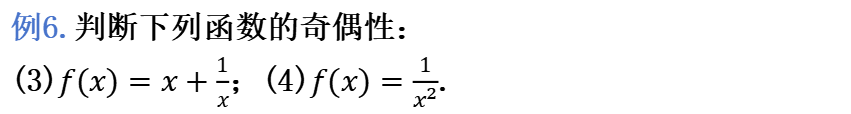 例6. 判断下列函数的奇偶性：
(3) f(x) = x + 1/x； (4) f(x) = 1/x².